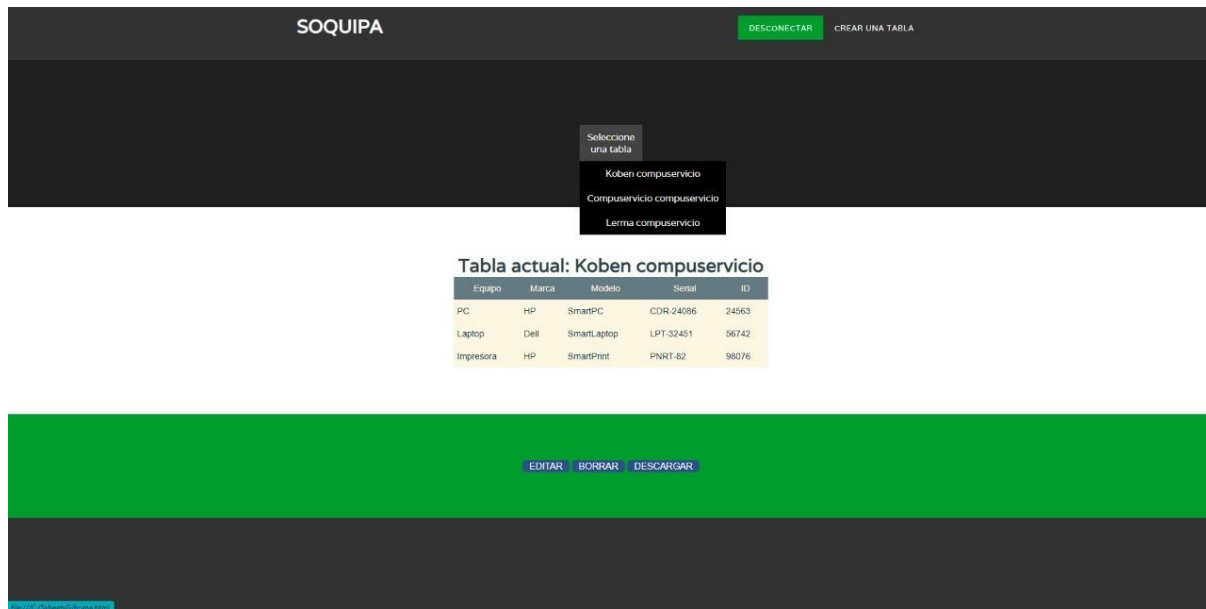 SOQUIPA
DESCONECTAR CREAR UNA TABLA
Seleccione
una tabla
Koben compuservicio
Compuservicio compuservicio
Lerma compuservicio
Tabla actual: Koben compuservicio
Equipo Marca Modelo Serial ID
PC HP SmartPC CDR-24086 24563
Laptop Dell SmartLaptop LPT-32451 56742
Impresora HP SmartPrint PNRT-82 98076
EDITAR BORRAR DESCARGAR